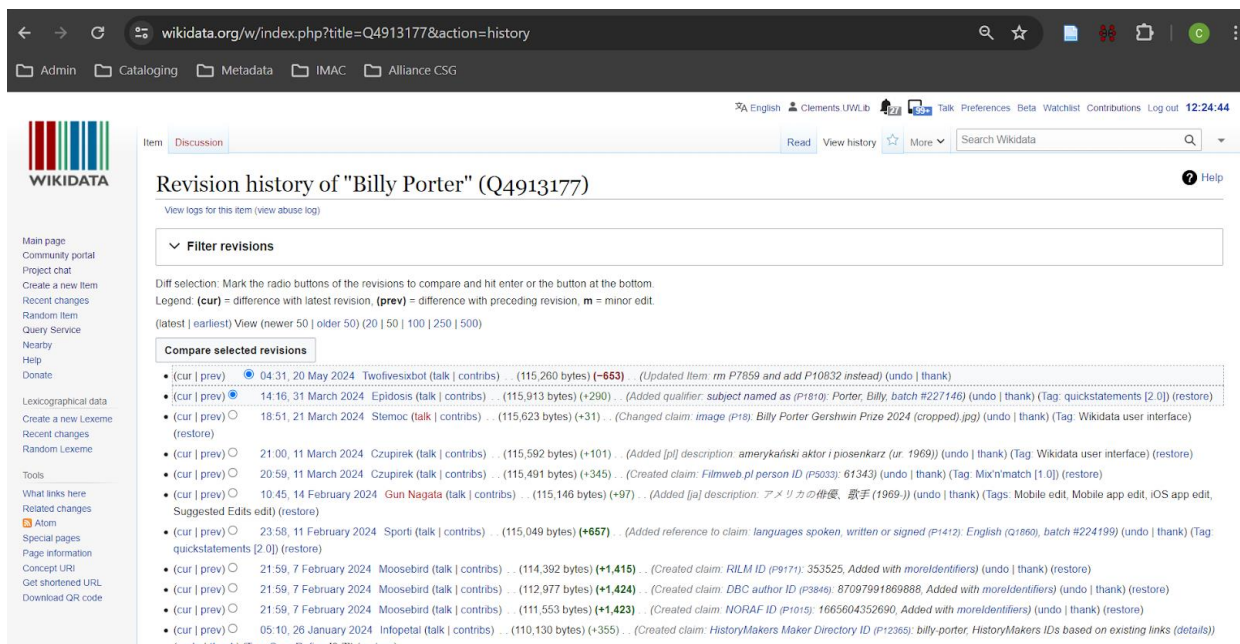 wikidata.org/w/index.php?title=Q4913177&action=history
C
Admin Cataloging Metadata IMAC Alliance CSG
English Clements.UWLib 27 99+ Talk Preferences Beta Watchlist Contributions Log out 12:24:44
WIKIDATA
Item Discussion Read View history More Search Wikidata
Revision history of "Billy Porter" (Q4913177)
Help
View logs for this item (view abuse log)
Main page
Community portal
Project chat
Create a new Item
Recent changes
Random Item
Query Service
Nearby
Help
Donate
Lexicographical data
Create a new Lexeme
Recent changes
Random Lexeme
Tools
What links here
Related changes
Atom
Special pages
Page information
Concept URI
Get shortened URL
Download QR code
Filter revisions
Diff selection: Mark the radio buttons of the revisions to compare and hit enter or the button at the bottom.
Legend: (cur) = difference with latest revision, (prev) = difference with preceding revision, m = minor edit.
(latest | earliest) View (newer 50 | older 50) (20 | 50 | 100 | 250 | 500)
Compare selected revisions
(cur | prev) 04:31, 20 May 2024 Twofivesixbot (talk | contribs) . . (115,260 bytes) (−653) . . (Updated Item: rm P7859 and add P10832 instead) (undo | thank)
(cur | prev) 14:16, 31 March 2024 Epìdosis (talk | contribs) . . (115,913 bytes) (+290) . . (Added qualifier: subject named as (P1810): Porter, Billy, batch #227146) (undo | thank) (Tag: quickstatements [2.0]) (restore)
(cur | prev) 18:51, 21 March 2024 Stemoc (talk | contribs) . . (115,623 bytes) (+31) . . (Changed claim: image (P18): Billy Porter Gershwin Prize 2024 (cropped).jpg) (undo | thank) (Tag: Wikidata user interface)
(restore)
(cur | prev) 21:00, 11 March 2024 Czupirek (talk | contribs) . . (115,592 bytes) (+101) . . (Added [pl] description: amerykański aktor i piosenkarz (ur. 1969)) (undo | thank) (Tag: Wikidata user interface) (restore)
(cur | prev) 20:59, 11 March 2024 Czupirek (talk | contribs) . . (115,491 bytes) (+345) . . (Created claim: Filmweb.pl person ID (P5033): 61343) (undo | thank) (Tag: Mix'n'match [1.0]) (restore)
(cur | prev) 10:45, 14 February 2024 Gun Nagata (talk | contribs) . . (115,146 bytes) (+97) . . (Added [ja] description: アメリカの俳優、歌手 (1969-)) (undo | thank) (Tags: Mobile edit, Mobile app edit, iOS app edit,
Suggested Edits edit) (restore)
(cur | prev) 23:58, 11 February 2024 Sporti (talk | contribs) . . (115,049 bytes) (+657) . . (Added reference to claim: languages spoken, written or signed (P1412): English (Q1860), batch #224199) (undo | thank) (Tag:
quickstatements [2.0]) (restore)
(cur | prev) 21:59, 7 February 2024 Moosebird (talk | contribs) . . (114,392 bytes) (+1,415) . . (Created claim: RILM ID (P9171): 353525, Added with moreIdentifiers) (undo | thank) (restore)
(cur | prev) 21:59, 7 February 2024 Moosebird (talk | contribs) . . (112,977 bytes) (+1,424) . . (Created claim: DBC author ID (P3846): 87097991869888, Added with moreIdentifiers) (undo | thank) (restore)
(cur | prev) 21:59, 7 February 2024 Moosebird (talk | contribs) . . (111,553 bytes) (+1,423) . . (Created claim: NORAF ID (P1015): 1665604352690, Added with moreIdentifiers) (undo | thank) (restore)
(cur | prev) 05:10, 26 January 2024 Infopetal (talk | contribs) . . (110,130 bytes) (+355) . . (Created claim: HistoryMakers Maker Directory ID (P12365): billy-porter, HistoryMakers IDs based on existing links (details))